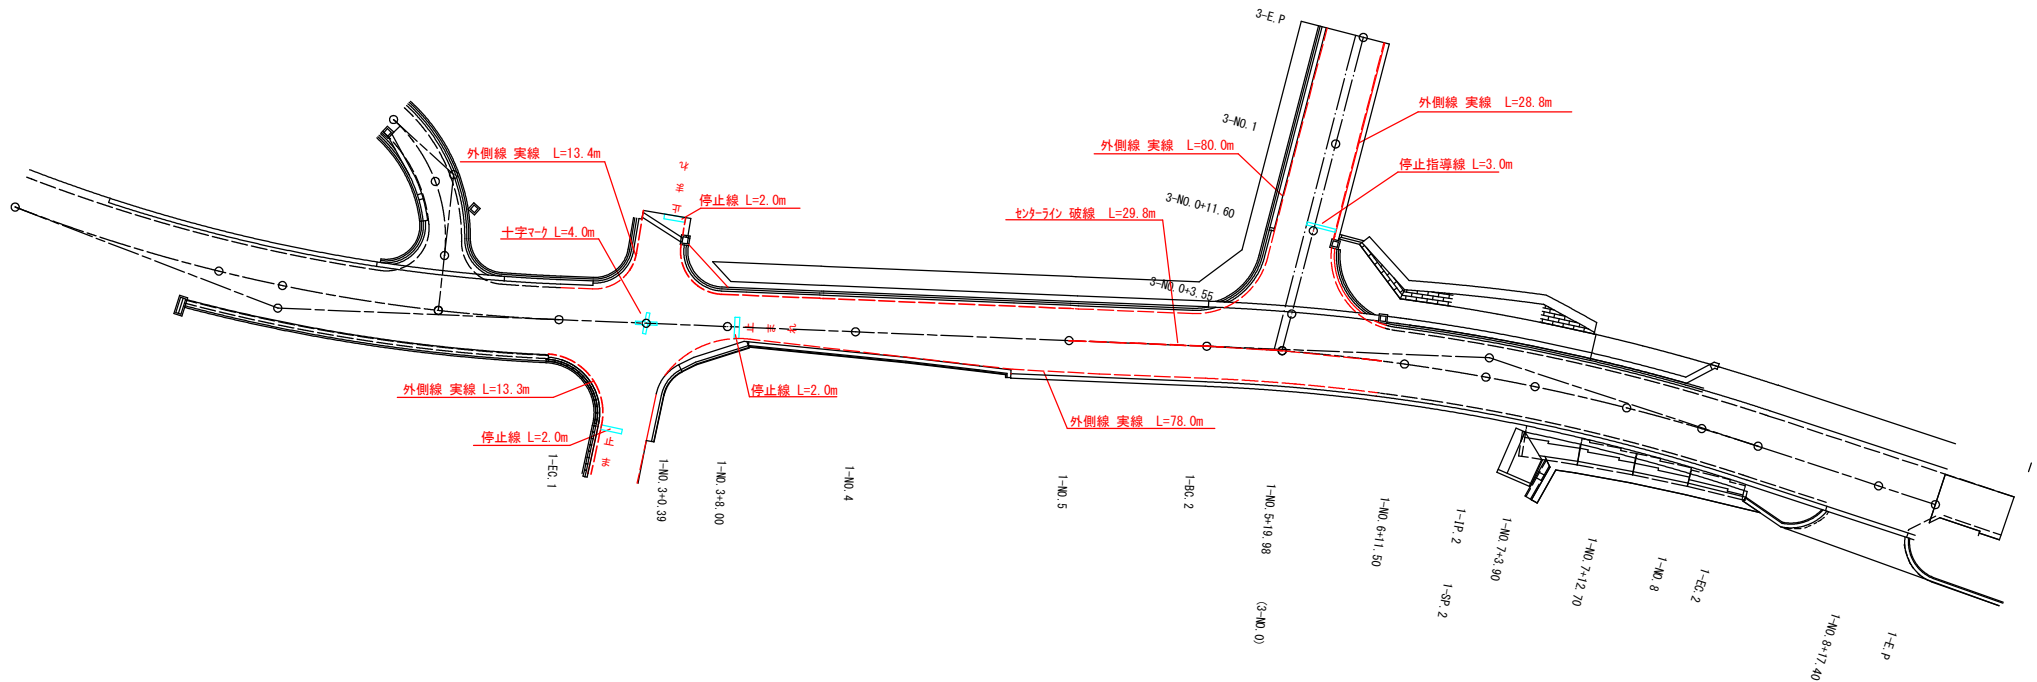 3-E.P
外側線 実線 L=28.8m
3-NO.1
外側線 実線 L=80.0m
外側線 実線 L=13.4m
停止指導線 L=3.0m
れ
ま
止
停止線 L=2.0m
3-NO.0+11.60
センターライン 破線 L=29.8m
十字マーク L=4.0m
3-NO.0+3.55
止まれ
外側線 実線 L=13.3m
停止線 L=2.0m
外側線 実線 L=78.0m
停止線 L=2.0m
止
ま
1-EC.1
1-NO.3+0.39
1-NO.3+8.00
1-NO.4
1-NO.5
1-BC.2
1-NO.5+19.98
(3-NO.0)
1-NO.6+11.50
1-IP.2
1-SP.2
1-NO.7+3.90
1-NO.7+12.70
1-NO.8
1-EC.2
1-NO.8+17.40
1-E.P